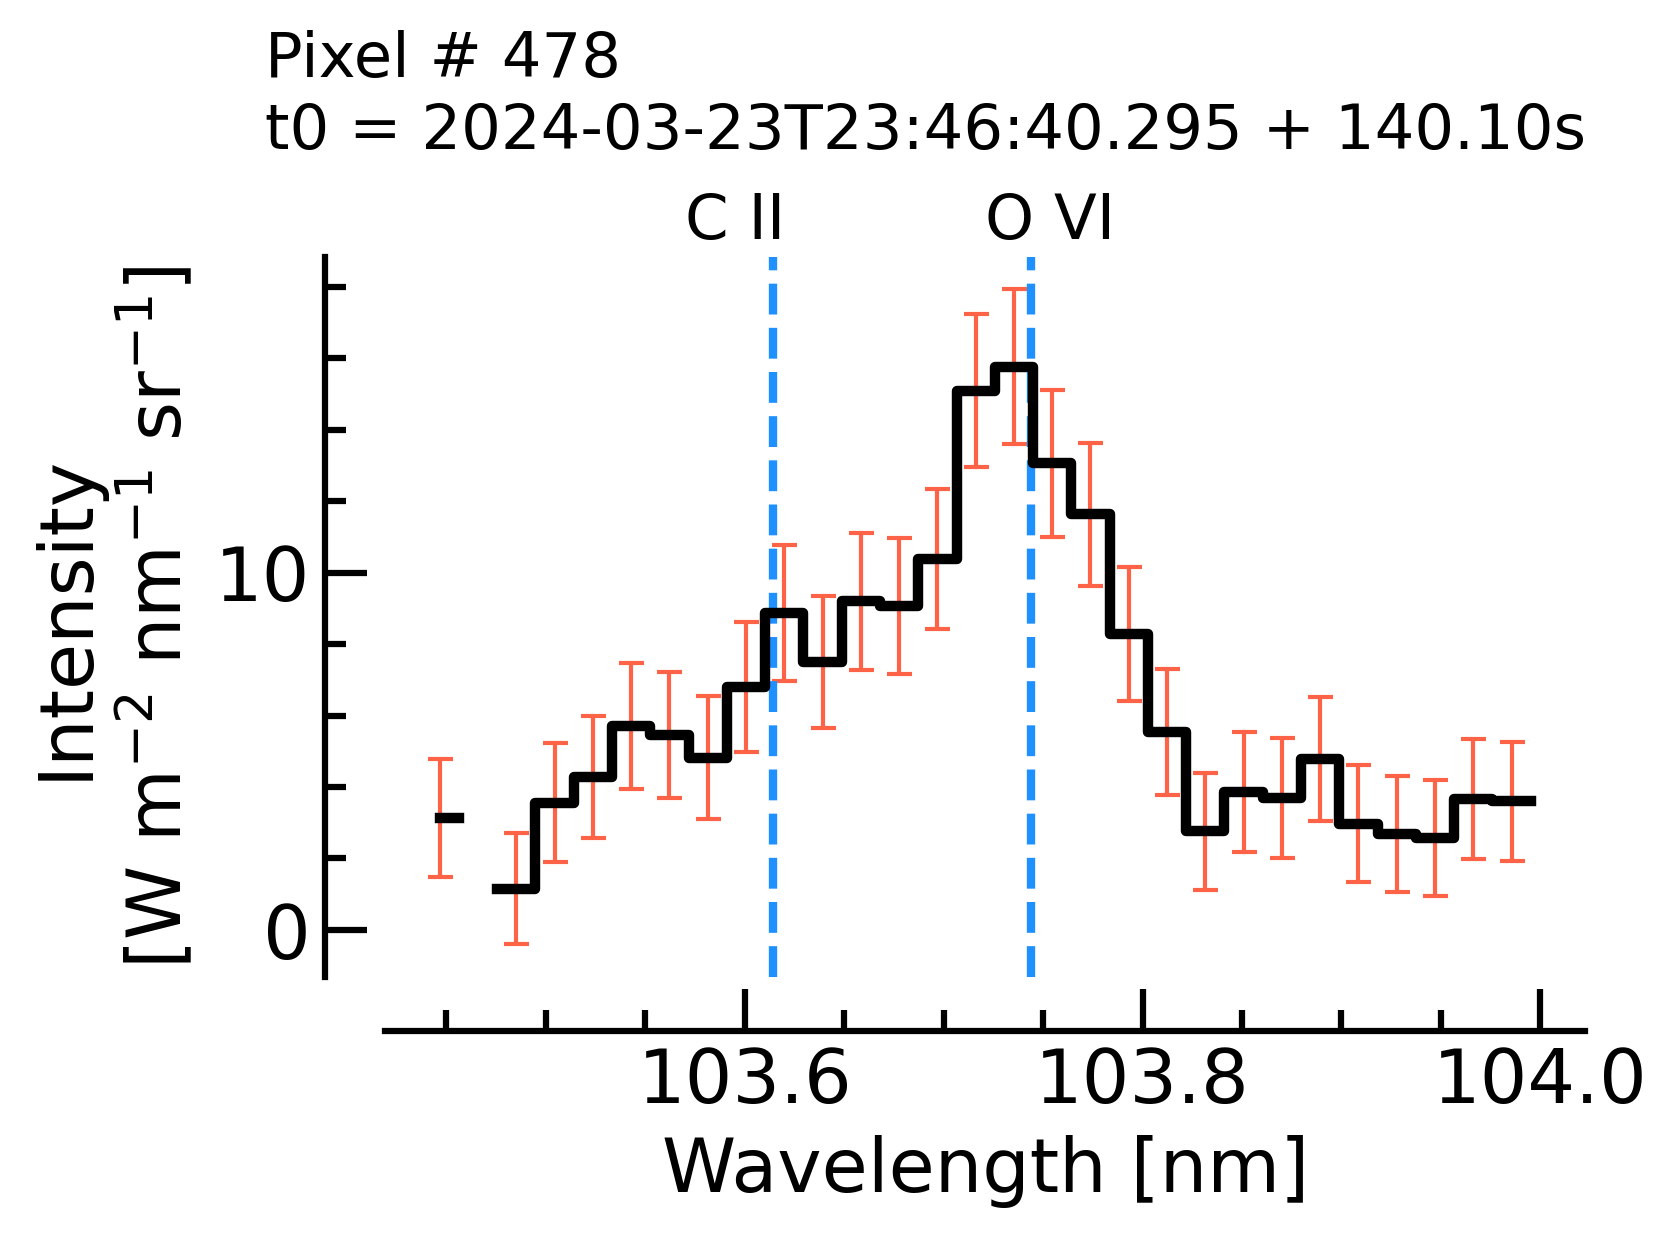 Pixel # 478
t0 = 2024-03-23T23:46:40.295 + 140.10s
C II
O VI
Intensity
[W m⁻² nm⁻¹ sr⁻¹]
10
0
103.6
103.8
104.0
Wavelength [nm]